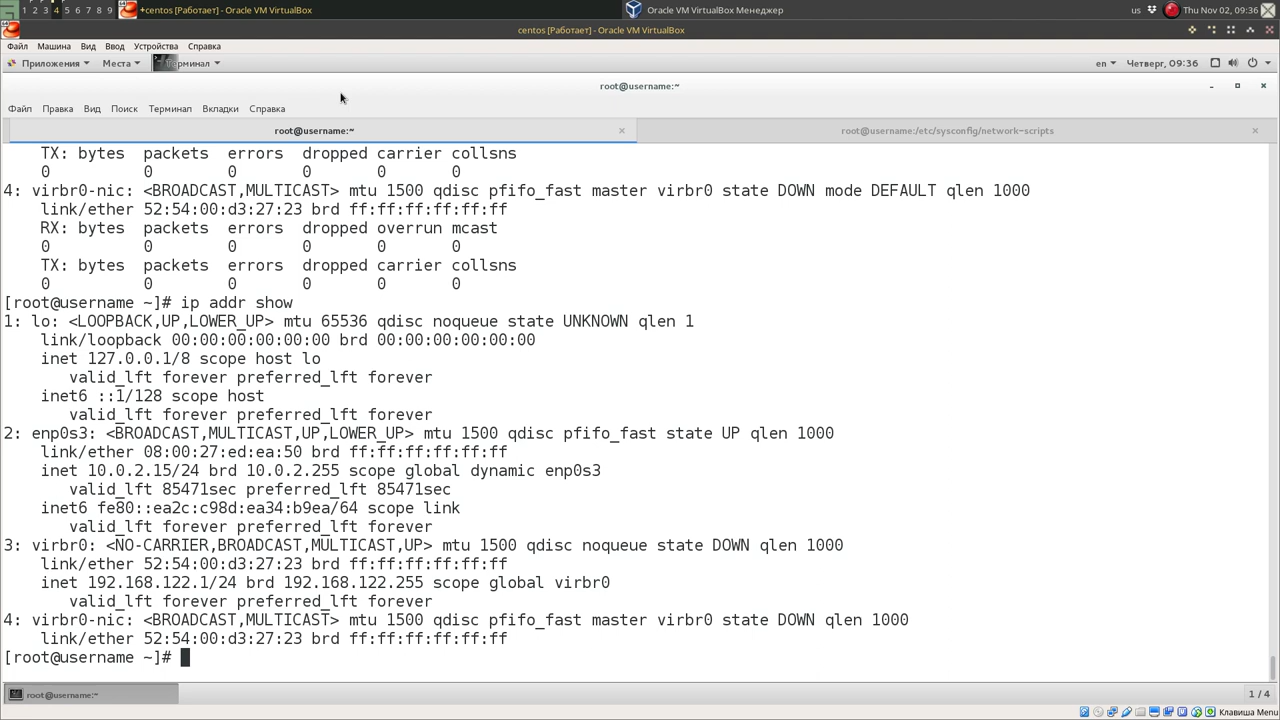 1 2 3 4 5 6 7 8 9 +centos [Работает] - Oracle VM VirtualBox Oracle VM VirtualBox Менеджер us Thu Nov 02, 09:36
centos [Работает] - Oracle VM VirtualBox
Файл Машина Вид Ввод Устройства Справка
Приложения Места Терминал en Четверг, 09:36
root@username:~
Файл Правка Вид Поиск Терминал Вкладки Справка
root@username:~ root@username:/etc/sysconfig/network-scripts
TX: bytes packets errors dropped carrier collsns
0 0 0 0 0 0
4: virbr0-nic: <BROADCAST,MULTICAST> mtu 1500 qdisc pfifo_fast master virbr0 state DOWN mode DEFAULT qlen 1000
link/ether 52:54:00:d3:27:23 brd ff:ff:ff:ff:ff:ff
RX: bytes packets errors dropped overrun mcast
0 0 0 0 0 0
TX: bytes packets errors dropped carrier collsns
0 0 0 0 0 0
[root@username ~]# ip addr show
1: lo: <LOOPBACK,UP,LOWER_UP> mtu 65536 qdisc noqueue state UNKNOWN qlen 1
link/loopback 00:00:00:00:00:00 brd 00:00:00:00:00:00
inet 127.0.0.1/8 scope host lo
valid_lft forever preferred_lft forever
inet6 ::1/128 scope host
valid_lft forever preferred_lft forever
2: enp0s3: <BROADCAST,MULTICAST,UP,LOWER_UP> mtu 1500 qdisc pfifo_fast state UP qlen 1000
link/ether 08:00:27:ed:ea:50 brd ff:ff:ff:ff:ff:ff
inet 10.0.2.15/24 brd 10.0.2.255 scope global dynamic enp0s3
valid_lft 85471sec preferred_lft 85471sec
inet6 fe80::ea2c:c98d:ea34:b9ea/64 scope link
valid_lft forever preferred_lft forever
3: virbr0: <NO-CARRIER,BROADCAST,MULTICAST,UP> mtu 1500 qdisc noqueue state DOWN qlen 1000
link/ether 52:54:00:d3:27:23 brd ff:ff:ff:ff:ff:ff
inet 192.168.122.1/24 brd 192.168.122.255 scope global virbr0
valid_lft forever preferred_lft forever
4: virbr0-nic: <BROADCAST,MULTICAST> mtu 1500 qdisc pfifo_fast master virbr0 state DOWN qlen 1000
link/ether 52:54:00:d3:27:23 brd ff:ff:ff:ff:ff:ff
[root@username ~]#
root@username:~ 1 / 4
Клавиша Menu